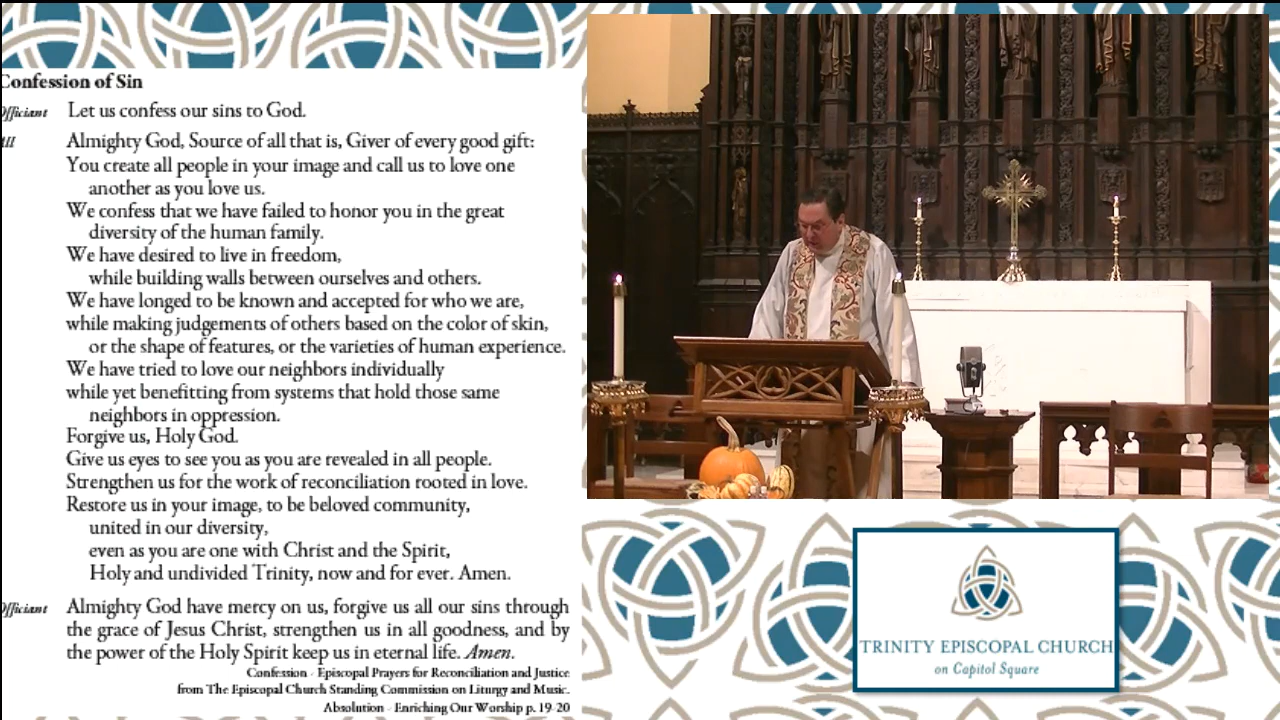 Confession of Sin
Officiant Let us confess our sins to God.
All Almighty God, Source of all that is, Giver of every good gift:
You create all people in your image and call us to love one
another as you love us.
We confess that we have failed to honor you in the great
diversity of the human family.
We have desired to live in freedom,
while building walls between ourselves and others.
We have longed to be known and accepted for who we are,
while making judgements of others based on the color of skin,
or the shape of features, or the varieties of human experience.
We have tried to love our neighbors individually
while yet benefitting from systems that hold those same
neighbors in oppression.
Forgive us, Holy God.
Give us eyes to see you as you are revealed in all people.
Strengthen us for the work of reconciliation rooted in love.
Restore us in your image, to be beloved community,
united in our diversity,
even as you are one with Christ and the Spirit,
Holy and undivided Trinity, now and for ever. Amen.
Officiant Almighty God have mercy on us, forgive us all our sins through
the grace of Jesus Christ, strengthen us in all goodness, and by
the power of the Holy Spirit keep us in eternal life. Amen.
Confession - Episcopal Prayers for Reconciliation and Justice
from The Episcopal Church Standing Commission on Liturgy and Music.
Absolution - Enriching Our Worship p. 19-20
TRINITY EPISCOPAL CHURCH
on Capitol Square